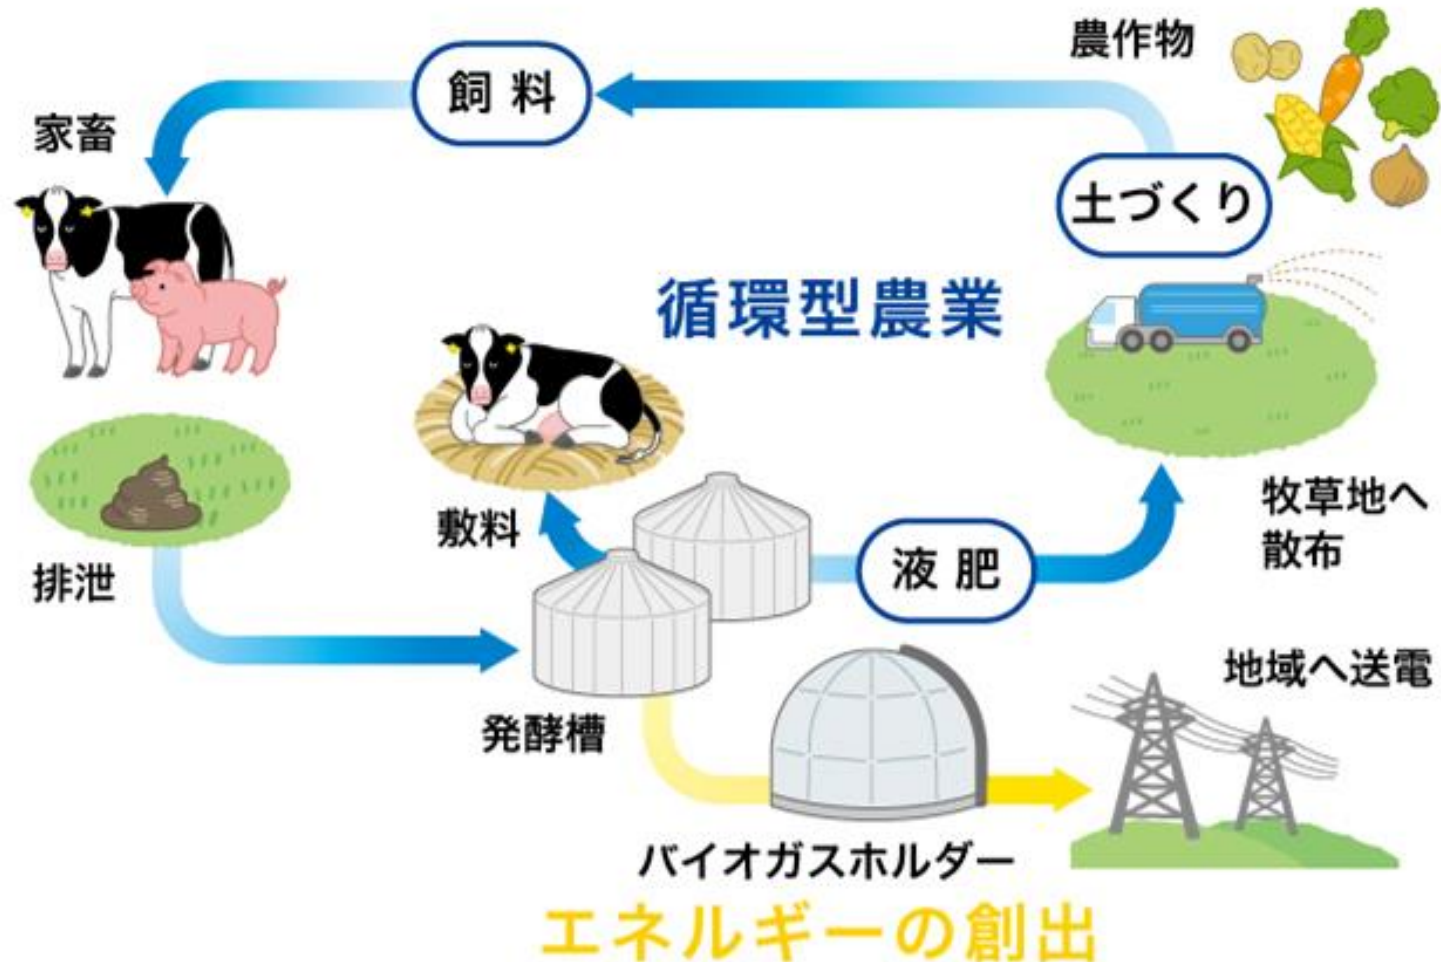 農作物
飼料
家畜
土づくり
循環型農業
敷料
牧草地へ
散布
液肥
排泄
地域へ送電
発酵槽
バイオガスホルダー
エネルギーの創出